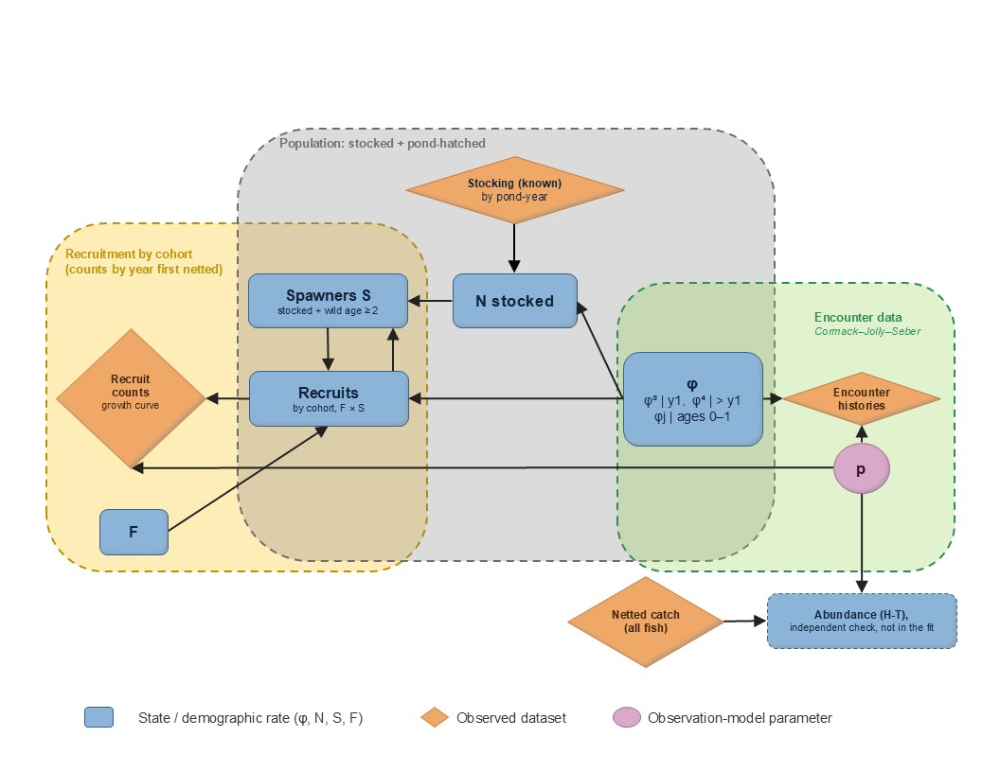 Population: stocked + pond-hatched
Stocking (known)
by pond-year
Recruitment by cohort
(counts by year first netted)
Spawners S
stocked + wild age ≥ 2
N stocked
Encounter data
Cormack–Jolly–Seber
Recruit
counts
growth curve
Recruits
by cohort, F × S
φ
φᵃ | y1, φᵃ | > y1
φj | ages 0–1
Encounter
histories
p
F
Netted catch
(all fish)
Abundance (H-T),
independent check, not in the fit
State / demographic rate (φ, N, S, F)
Observed dataset
Observation-model parameter